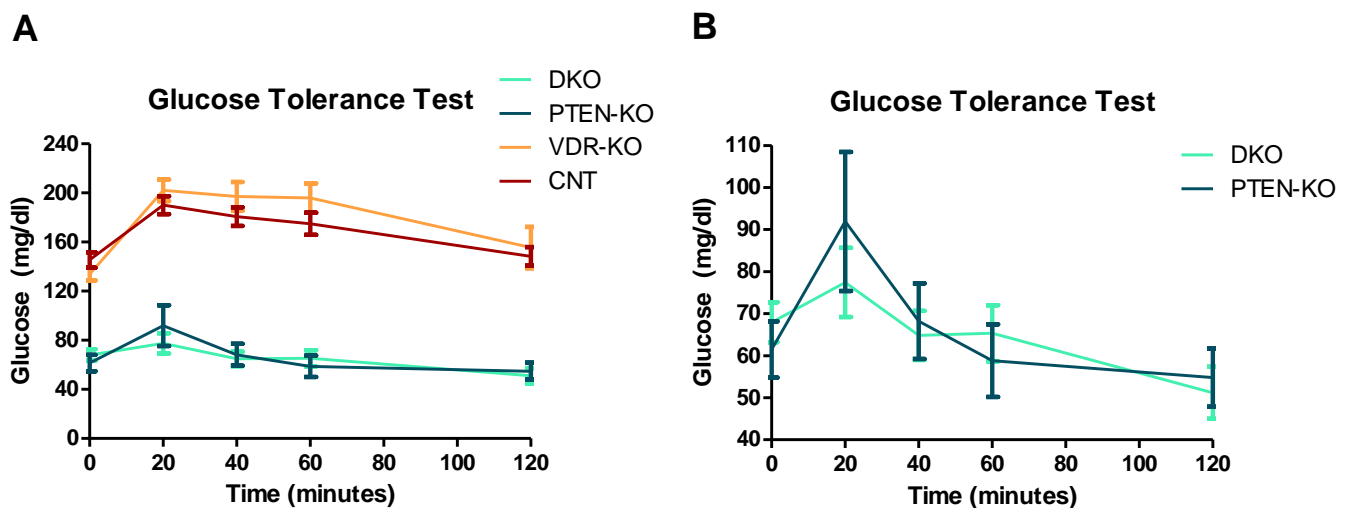 A
Glucose Tolerance Test
DKO
PTEN-KO
VDR-KO
CNT
Glucose (mg/dl)
240
200
160
120
80
40
0
0 20 40 60 80 100 120
Time (minutes)
B
Glucose Tolerance Test
DKO
PTEN-KO
Glucose (mg/dl)
110
100
90
80
70
60
50
40
0 20 40 60 80 100 120
Time (minutes)